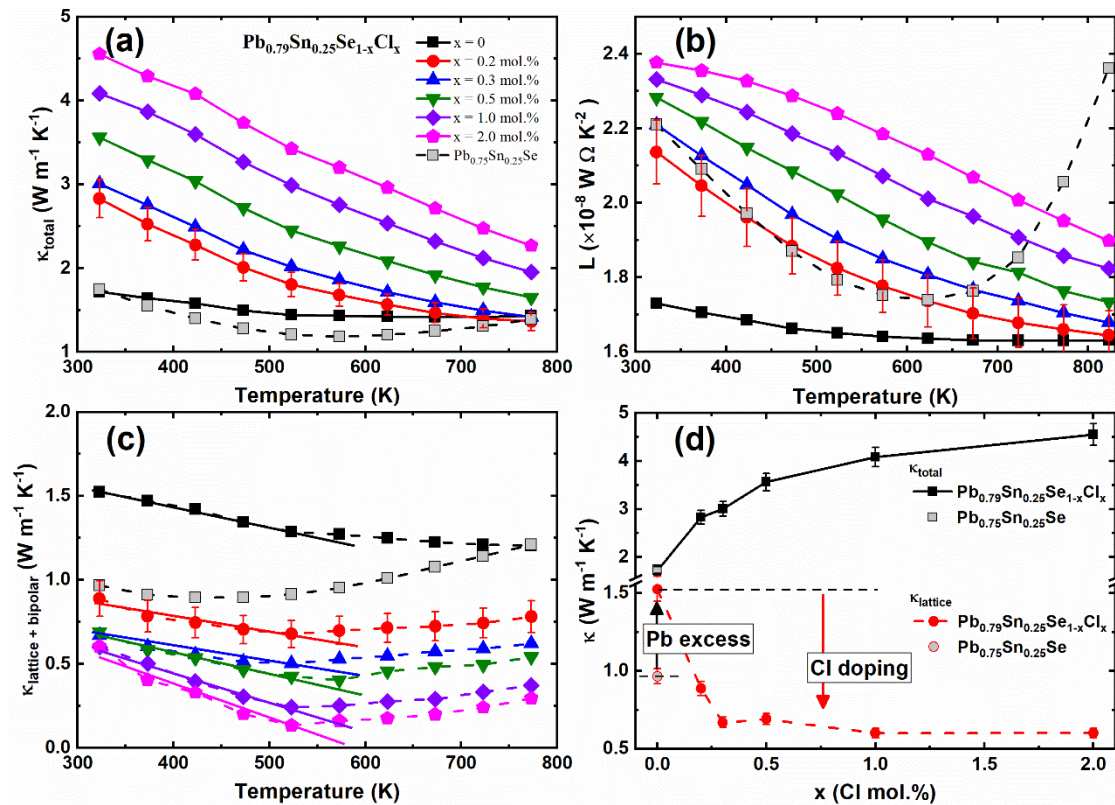 (a)
Pb0.79Sn0.25Se1-xClx
x = 0
x = 0.2 mol.%
x = 0.3 mol.%
x = 0.5 mol.%
x = 1.0 mol.%
x = 2.0 mol.%
Pb0.75Sn0.25Se
κtotal (W m-1 K-1)
5
4
3
2
1
300 400 500 600 700 800
Temperature (K)
(b)
L (×10-8 W Ω K-2)
2.4
2.2
2.0
1.8
1.6
300 400 500 600 700 800
Temperature (K)
(c)
κlattice + bipolar (W m-1 K-1)
2.0
1.5
1.0
0.5
0.0
300 400 500 600 700 800
Temperature (K)
(d)
κ (W m-1 K-1)
5
4
3
2
1.5
1.0
0.5
κtotal
Pb0.79Sn0.25Se1-xClx
Pb0.75Sn0.25Se
κlattice
Pb0.79Sn0.25Se1-xClx
Pb0.75Sn0.25Se
Pb excess
Cl doping
0.0 0.5 1.0 1.5 2.0
x (Cl mol.%)